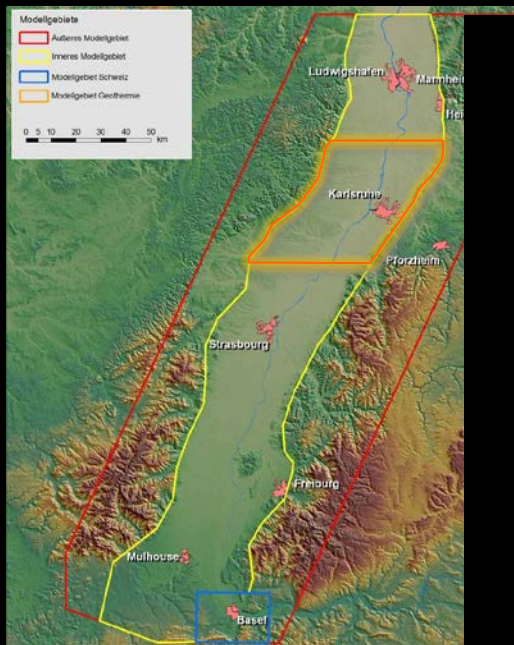 Modellgebiete
Äußeres Modellgebiet
Inneres Modellgebiet
Modellgebiet Schweiz
Modellgebiet Geothermie
0 5 10 20 30 40 50
km
Ludwigshafen
Mannheim
Hei
Karlsruhe
Pforzheim
Strasbourg
Freiburg
Mulhouse
Basel